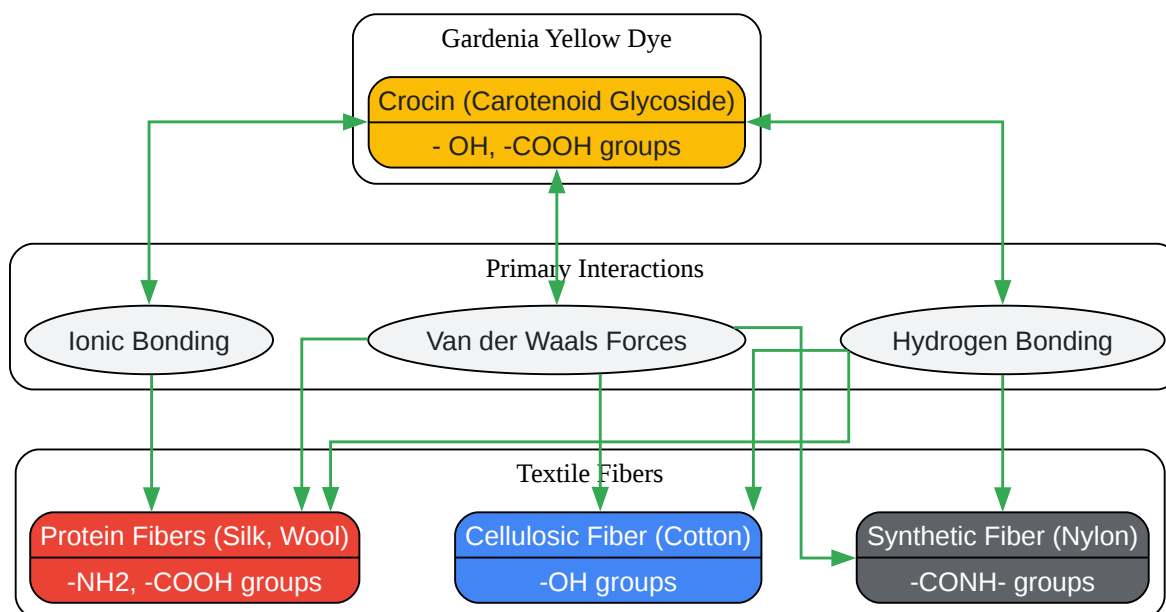 Gardenia Yellow Dye
Crocin (Carotenoid Glycoside)
- OH, -COOH groups
Primary Interactions
Ionic Bonding
Van der Waals Forces
Hydrogen Bonding
Textile Fibers
Protein Fibers (Silk, Wool)
-NH2, -COOH groups
Cellulosic Fiber (Cotton)
-OH groups
Synthetic Fiber (Nylon)
-CONH- groups